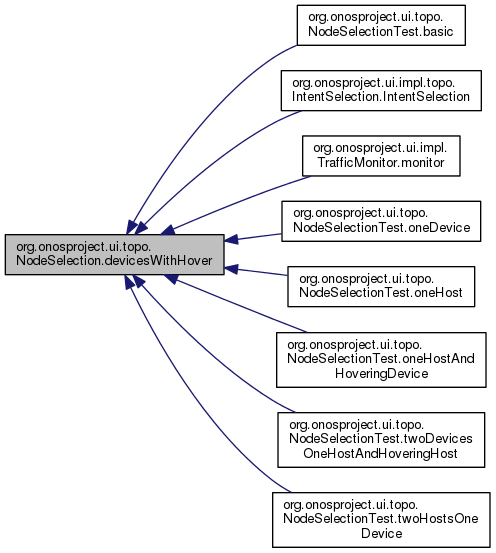 org.onosproject.ui.topo.
NodeSelectionTest.basic
org.onosproject.ui.impl.topo.
IntentSelection.IntentSelection
org.onosproject.ui.impl.
TrafficMonitor.monitor
org.onosproject.ui.topo.
NodeSelectionTest.oneDevice
org.onosproject.ui.topo.
NodeSelection.devicesWithHover
org.onosproject.ui.topo.
NodeSelectionTest.oneHost
org.onosproject.ui.topo.
NodeSelectionTest.oneHostAnd
HoveringDevice
org.onosproject.ui.topo.
NodeSelectionTest.twoDevices
OneHostAndHoveringHost
org.onosproject.ui.topo.
NodeSelectionTest.twoHostsOne
Device